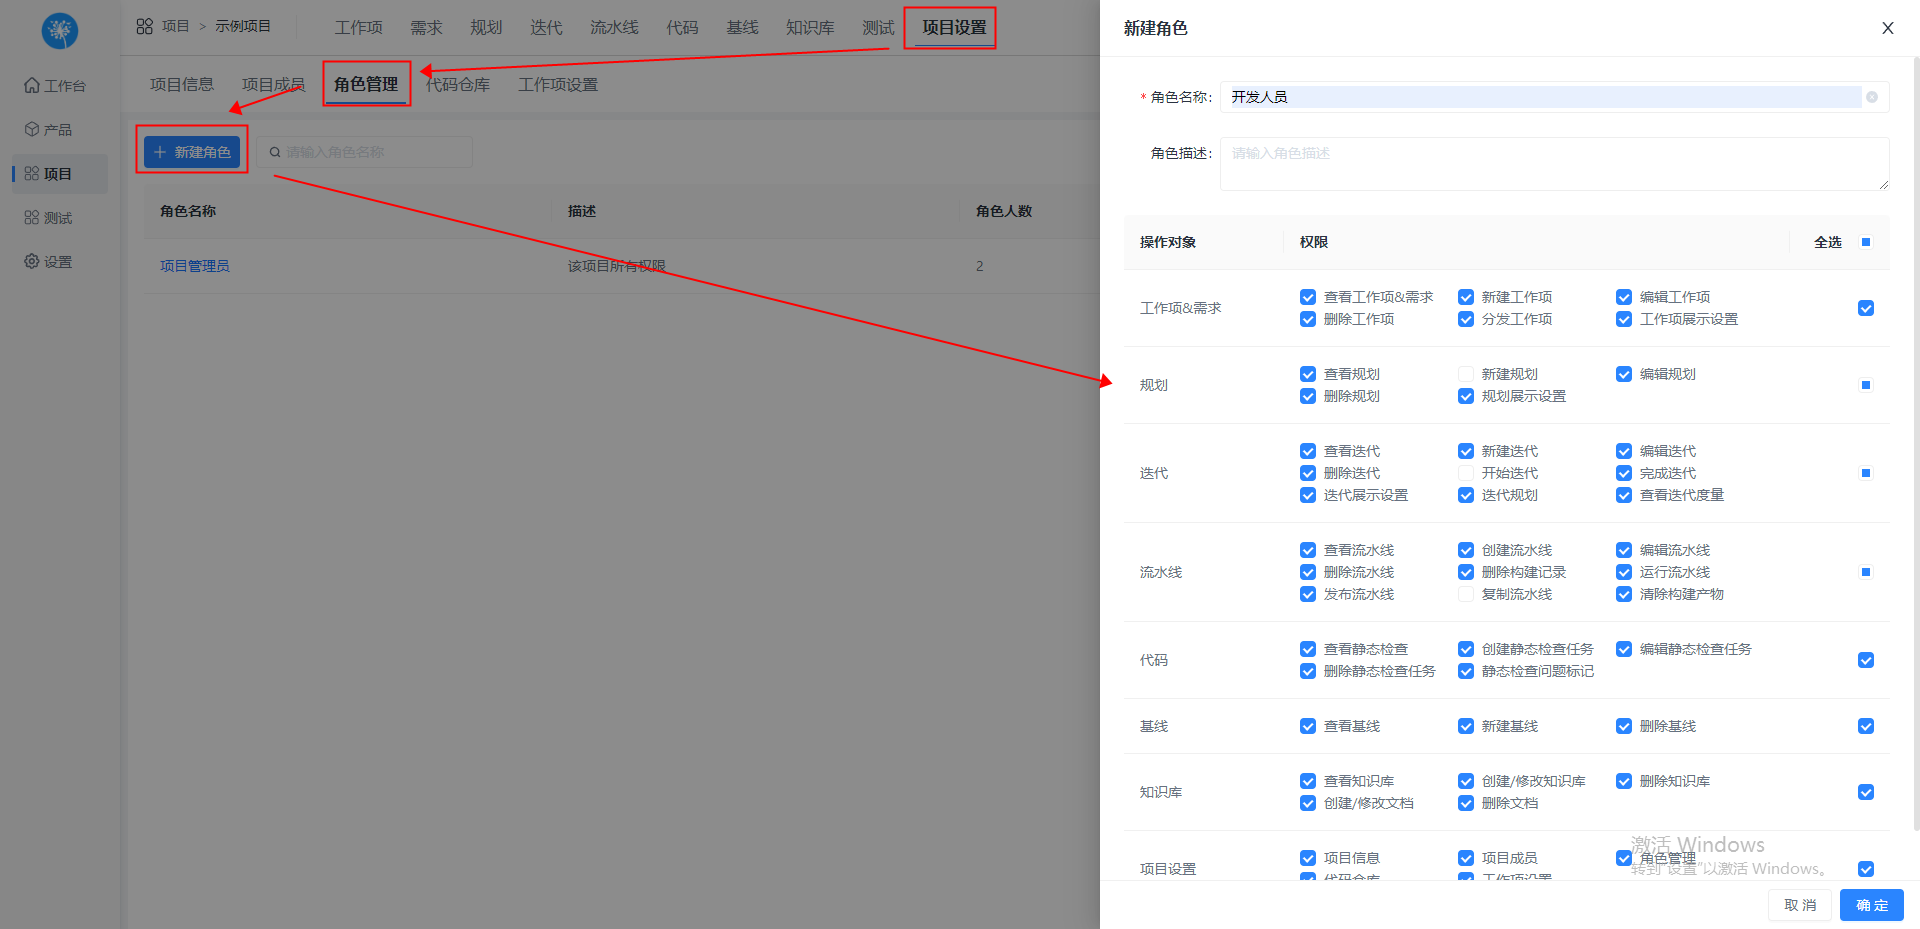 项目 > 示例项目
工作项 需求 规划 迭代 流水线 代码 基线 知识库 测试 项目设置
工作台
产品
项目
测试
设置
项目信息 项目成员 角色管理 代码仓库 工作项设置
新建角色 请输入角色名称
角色名称 描述 角色人数
项目管理员 该项目所有权限 2
新建角色
* 角色名称: 开发人员
角色描述: 请输入角色描述
操作对象 权限 全选
工作项&需求
查看工作项&需求 新建工作项 编辑工作项
删除工作项 分发工作项 工作项展示设置
规划
查看规划 新建规划 编辑规划
删除规划 规划展示设置
迭代
查看迭代 新建迭代 编辑迭代
删除迭代 开始迭代 完成迭代
迭代展示设置 迭代规划 查看迭代度量
流水线
查看流水线 创建流水线 编辑流水线
删除流水线 删除构建记录 运行流水线
发布流水线 复制流水线 清除构建产物
代码
查看静态检查 创建静态检查任务 编辑静态检查任务
删除静态检查任务 静态检查问题标记
基线
查看基线 新建基线 删除基线
知识库
查看知识库 创建/修改知识库 删除知识库
创建/修改文档 删除文档
项目设置
项目信息 项目成员 角色管理
代码仓库 工作项设置
激活 Windows
转到"设置"以激活 Windows。
取 消 确 定